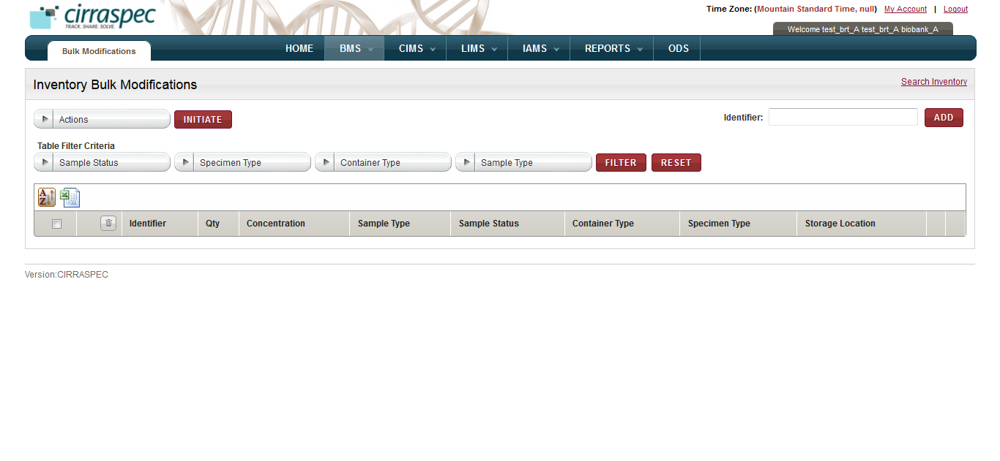 cirraspec
TRACK. SHARE. SOLVE.
Time Zone: (Mountain Standard Time, null) My Account | Logout
Welcome test_brt_A test_brt_A biobank_A
Bulk Modifications
HOME BMS CIMS LIMS IAMS REPORTS ODS
Inventory Bulk Modifications
Search Inventory
Actions INITIATE Identifier: ADD
Table Filter Criteria
Sample Status Specimen Type Container Type Sample Type FILTER RESET
A
Z
Identifier Qty Concentration Sample Type Sample Status Container Type Specimen Type Storage Location
Version:CIRRASPEC